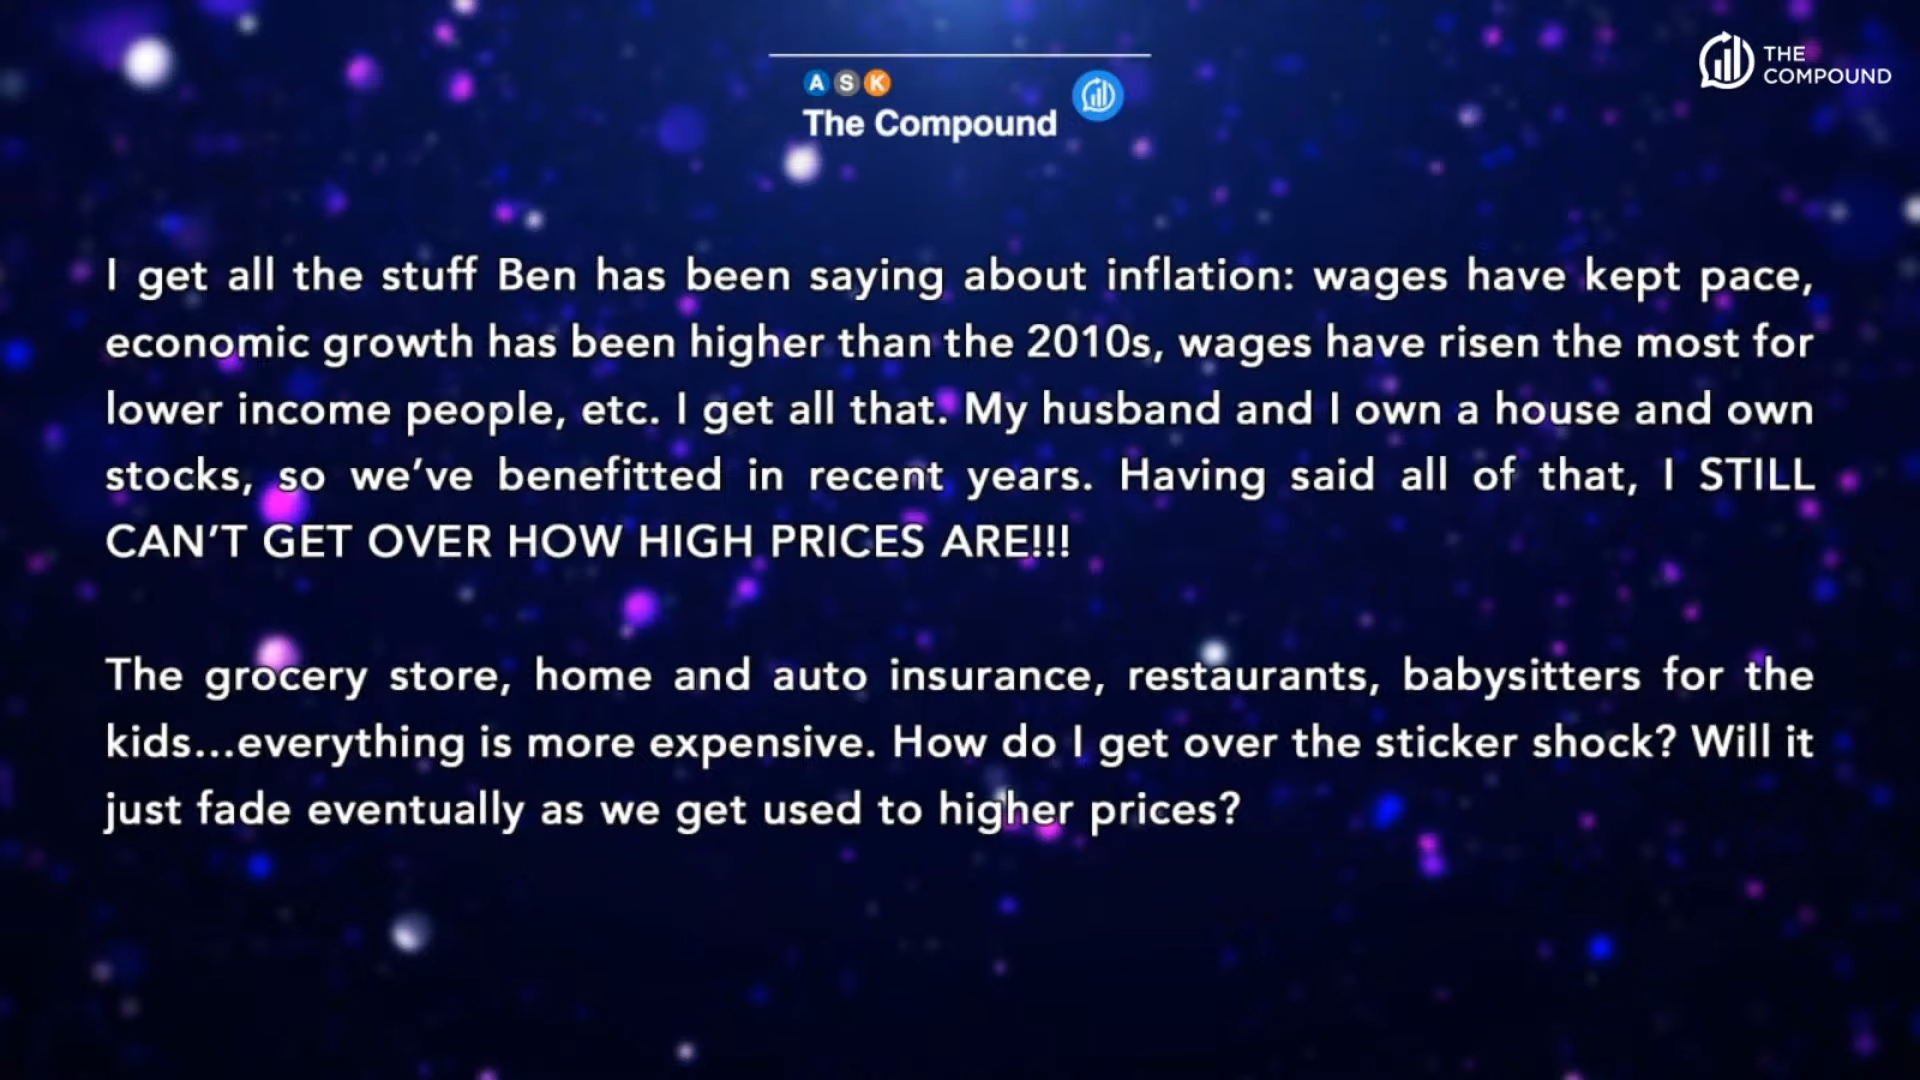 ASK
The Compound
THE
COMPOUND
I get all the stuff Ben has been saying about inflation: wages have kept pace,
economic growth has been higher than the 2010s, wages have risen the most for
lower income people, etc. I get all that. My husband and I own a house and own
stocks, so we’ve benefitted in recent years. Having said all of that, I STILL
CAN’T GET OVER HOW HIGH PRICES ARE!!!
The grocery store, home and auto insurance, restaurants, babysitters for the
kids...everything is more expensive. How do I get over the sticker shock? Will it
just fade eventually as we get used to higher prices?